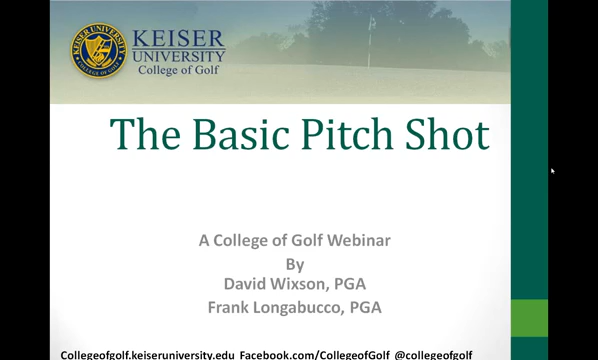 KEISER
UNIVERSITY
College of Golf
The Basic Pitch Shot
A College of Golf Webinar
By
David Wixson, PGA
Frank Longabucco, PGA
Collegeofgolf.keiseruniversity.edu Facebook.com/CollegeofGolf @collegeofgolf